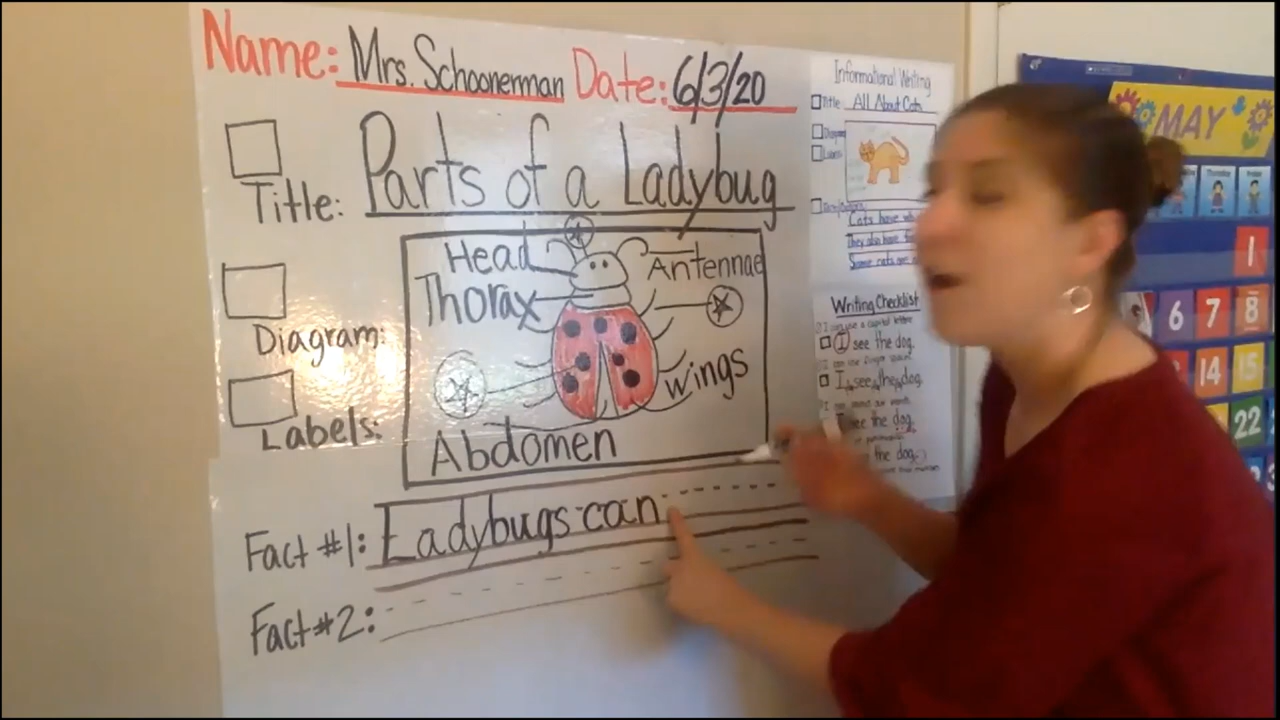 Name: Mrs. Schoonerman Date: 6/3/20
Title: Parts of a Ladybug
Head
Antennae
Thorax
Diagram:
wings
Labels:
Abdomen
Fact #1: Ladybugs can
Fact #2:
Informational Writing
Title: All About Cats
Labels
Cats have
They also have
Some cats are
Writing Checklist
I see the dog.
I see the dog.
see the dog.
the dog.
MAY
1
6 7 8
14 15
22